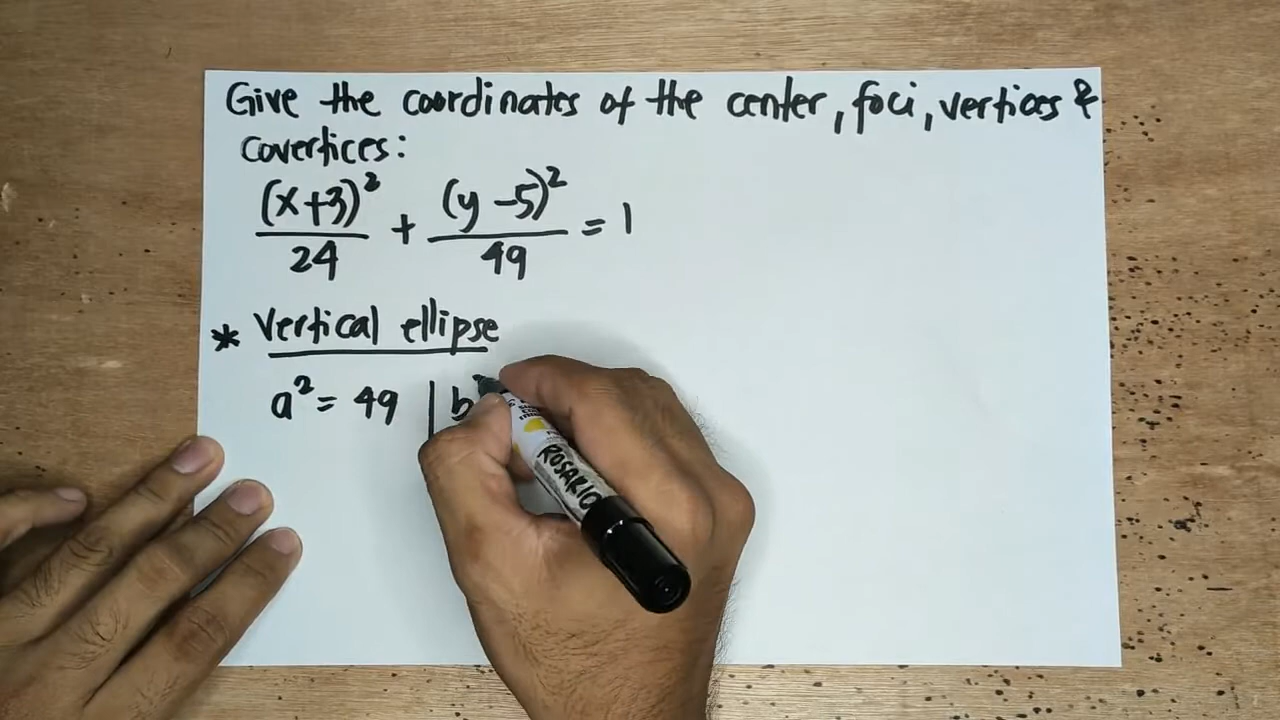 Give the coordinates of the center, foci, vertices &
covertices:
(x+3)² / 24 + (y-5)² / 49 = 1
* Vertical ellipse
a² = 49 | b
ROSARIO